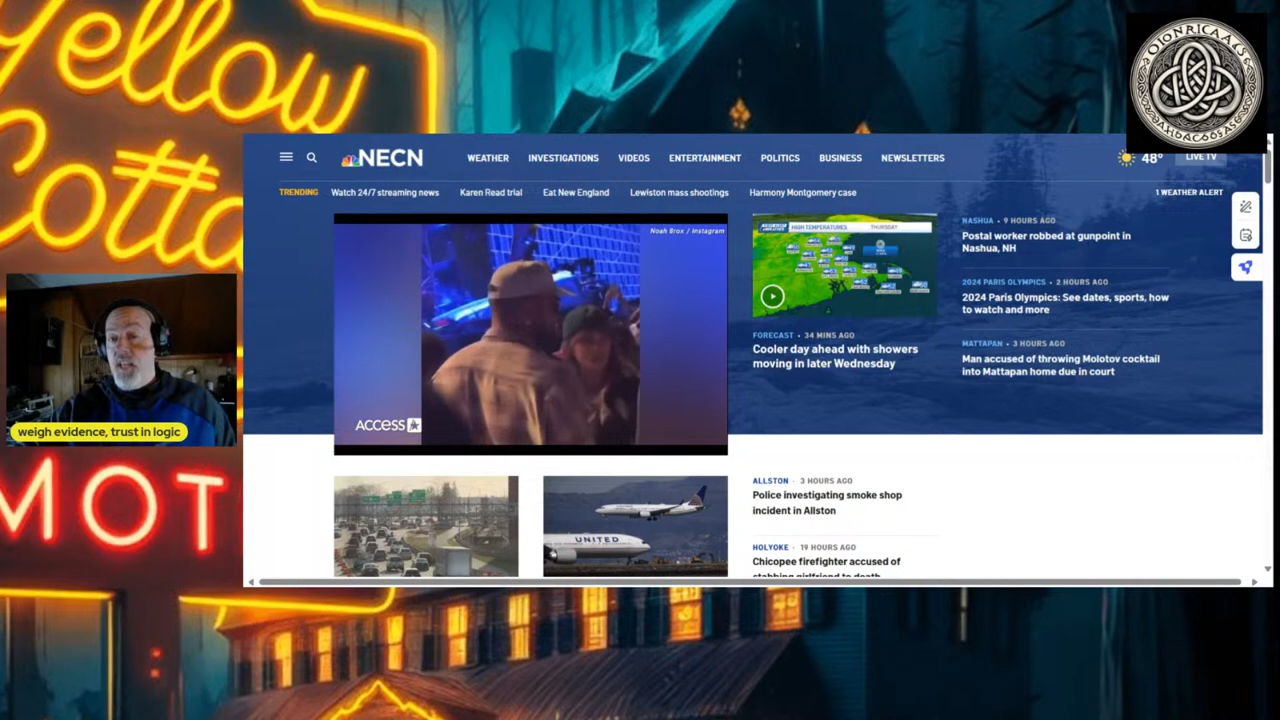 Yellow
Cotta
MOT
NECN
WEATHER INVESTIGATIONS VIDEOS ENTERTAINMENT POLITICS BUSINESS NEWSLETTERS
48°
LIVE TV
TRENDING Watch 24/7 streaming news Karen Read trial Eat New England Lewiston mass shootings Harmony Montgomery case
1 WEATHER ALERT
Noah Brox / Instagram
ACCESS
HIGH TEMPERATURES THURSDAY
FORECAST • 34 MINS AGO
Cooler day ahead with showers
moving in later Wednesday
NASHUA • 9 HOURS AGO
Postal worker robbed at gunpoint in
Nashua, NH
2024 PARIS OLYMPICS • 2 HOURS AGO
2024 Paris Olympics: See dates, sports, how
to watch and more
MATTAPAN • 3 HOURS AGO
Man accused of throwing Molotov cocktail
into Mattapan home due in court
UNITED
ALLSTON · 3 HOURS AGO
Police investigating smoke shop
incident in Allston
HOLYOKE · 19 HOURS AGO
Chicopee firefighter accused of
stabbing girlfriend to death
weigh evidence, trust in logic